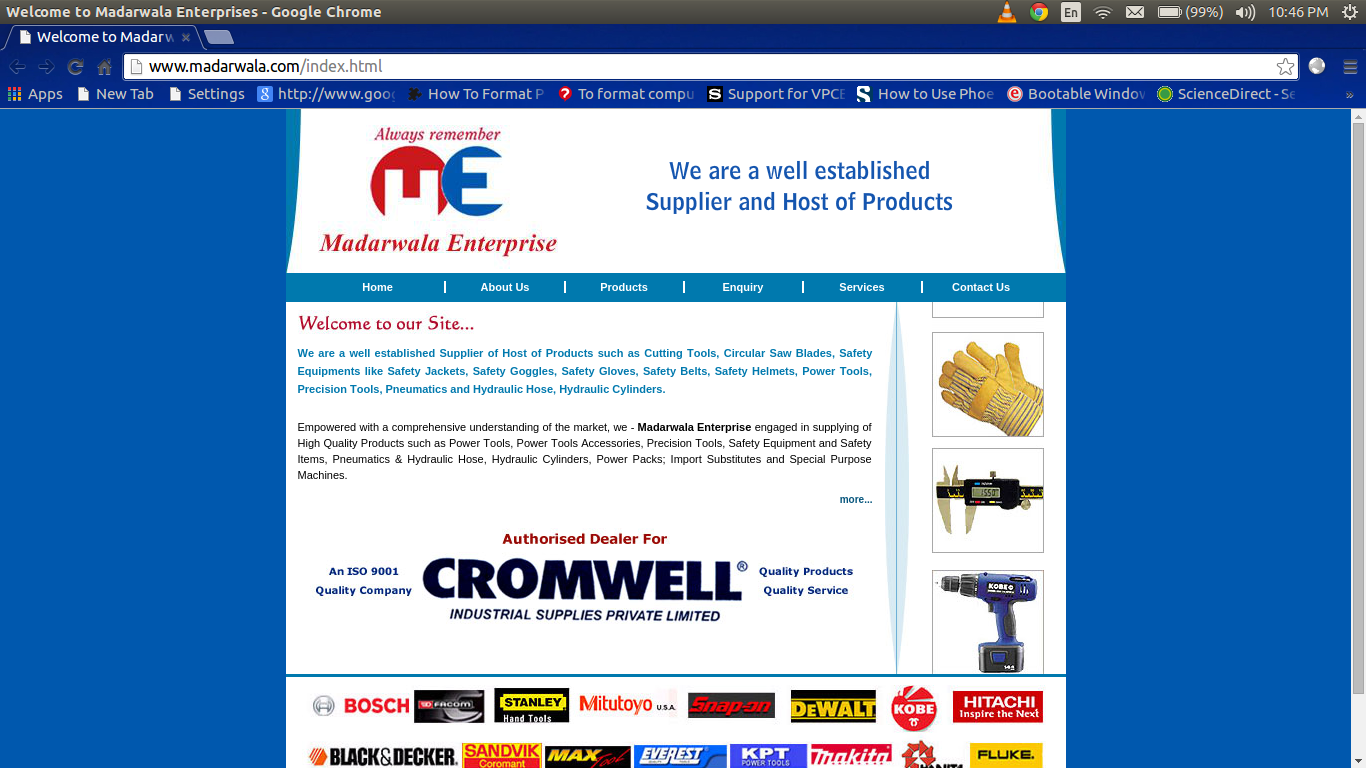 Welcome to Madarwala Enterprises - Google Chrome
En
(99%)
10:46 PM
Welcome to Madarw
www.madarwala.com/index.html
Apps
New Tab
Settings
http://www.goog
How To Format P
To format compu
Support for VPCE
How to Use Phoe
Bootable Window
ScienceDirect - Se
Always remember
ME
Madarwala Enterprise
We are a well established
Supplier and Host of Products
Home
About Us
Products
Enquiry
Services
Contact Us
Welcome to our Site...
We are a well established Supplier of Host of Products such as Cutting Tools, Circular Saw Blades, Safety
Equipments like Safety Jackets, Safety Goggles, Safety Gloves, Safety Belts, Safety Helmets, Power Tools,
Precision Tools, Pneumatics and Hydraulic Hose, Hydraulic Cylinders.
Empowered with a comprehensive understanding of the market, we - Madarwala Enterprise engaged in supplying of
High Quality Products such as Power Tools, Power Tools Accessories, Precision Tools, Safety Equipment and Safety
Items, Pneumatics & Hydraulic Hose, Hydraulic Cylinders, Power Packs; Import Substitutes and Special Purpose
Machines.
more...
Authorised Dealer For
An ISO 9001
Quality Company
CROMWELL®
INDUSTRIAL SUPPLIES PRIVATE LIMITED
Quality Products
Quality Service
KOBE
BOSCH
FACOM
STANLEY
Hand Tools
Mitutoyo U.S.A.
Snap-on
DEWALT
KOBE
HITACHI
Inspire the Next
BLACK&DECKER.
SANDVIK
Coromant
MAX Tool
EVEREST
KPT
POWER TOOLS
makita
FLUKE.